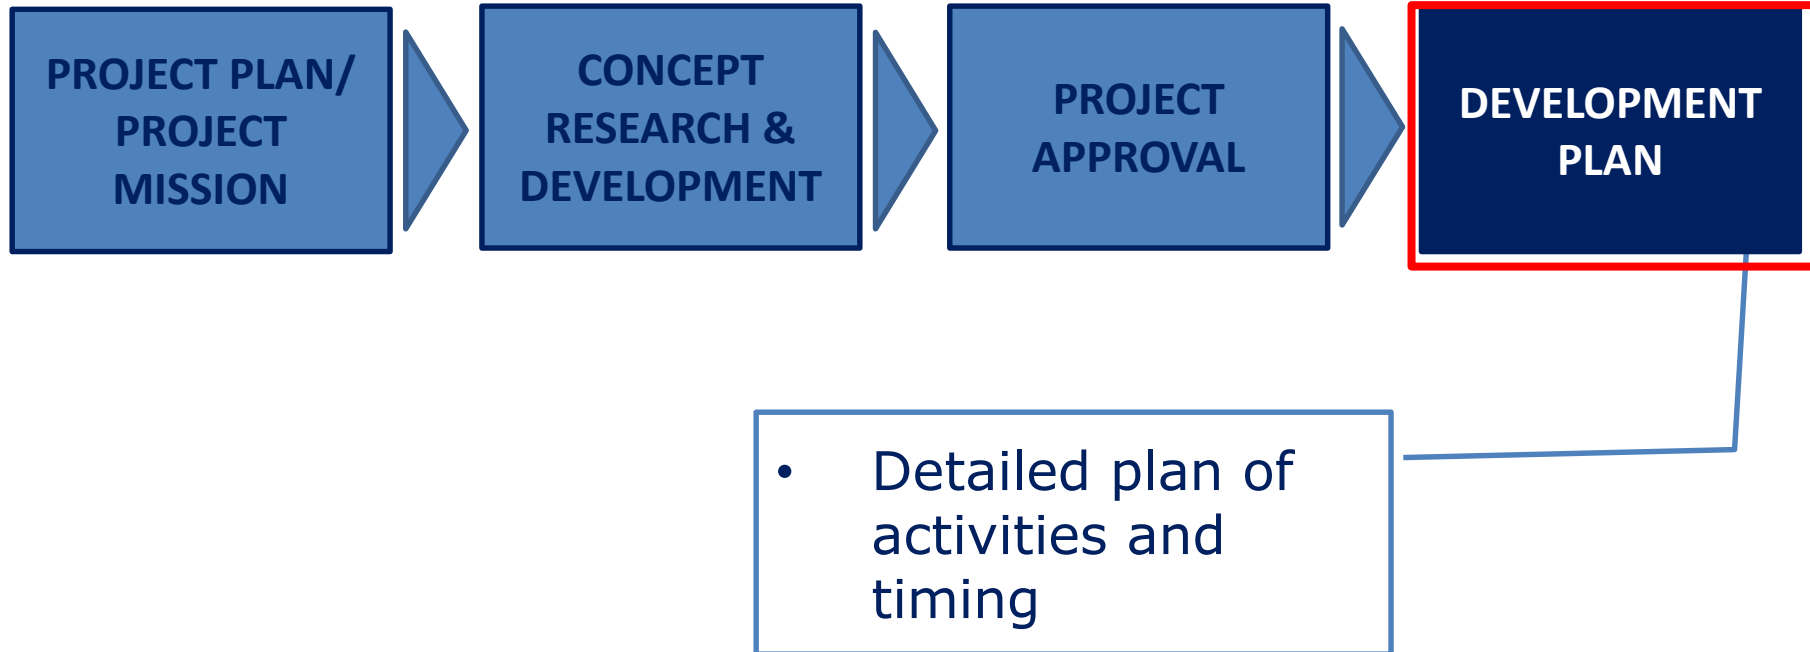 PROJECT PLAN/
PROJECT
MISSION
CONCEPT
RESEARCH &
DEVELOPMENT
PROJECT
APPROVAL
DEVELOPMENT
PLAN
• Detailed plan of
activities and
timing